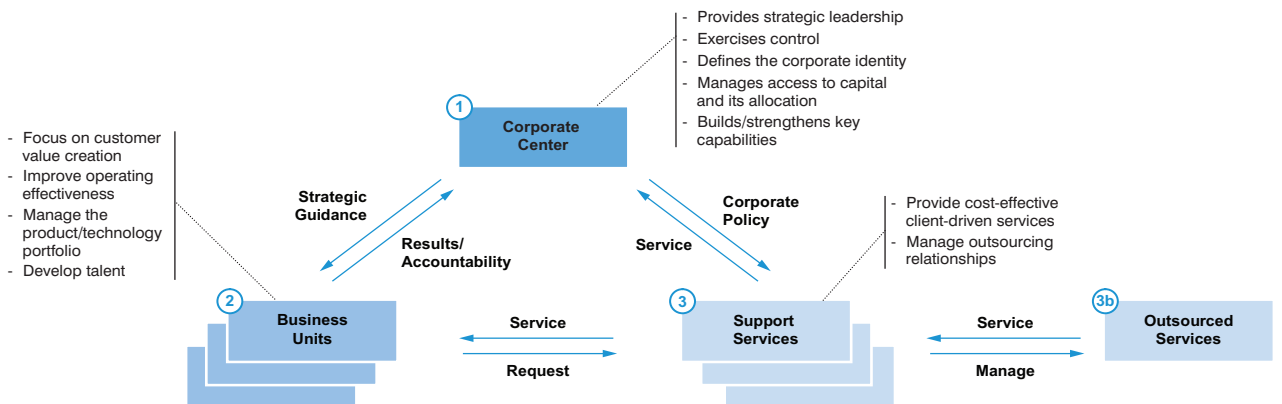 - Provides strategic leadership
- Exercises control
- Defines the corporate identity
- Manages access to capital
and its allocation
- Builds/strengthens key
capabilities
1
Corporate
Center
- Focus on customer
value creation
- Improve operating
effectiveness
- Manage the
product/technology
portfolio
- Develop talent
Strategic
Guidance
Results/
Accountability
Corporate
Policy
Service
- Provide cost-effective
client-driven services
- Manage outsourcing
relationships
2
Business
Units
Service
Request
3
Support
Services
Service
Manage
3b
Outsourced
Services